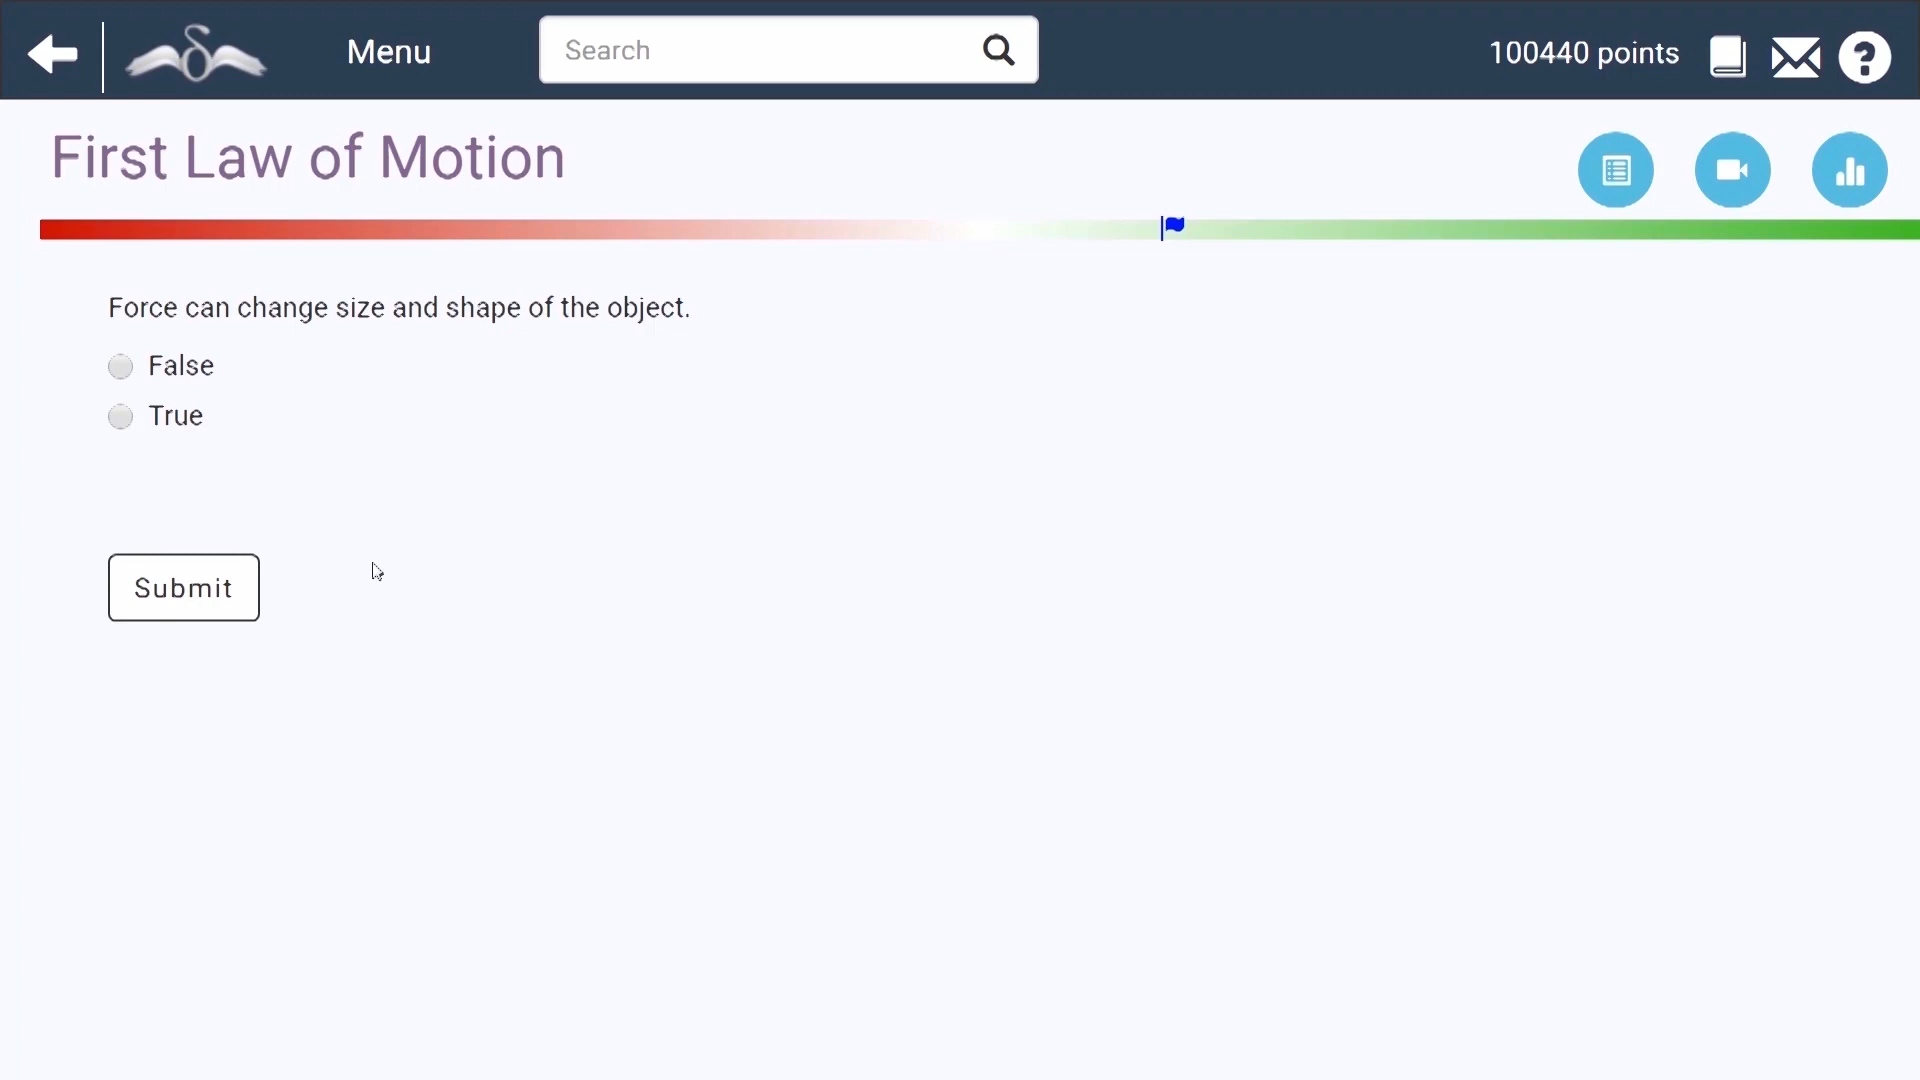 Menu
Search
100440 points
First Law of Motion
Force can change size and shape of the object.
False
True
Submit